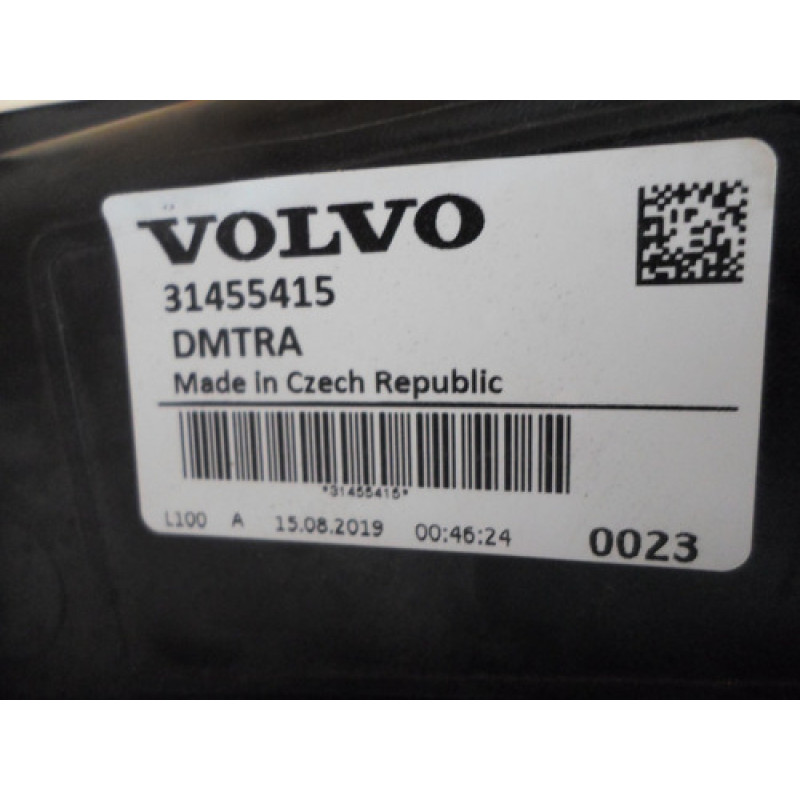 VOLVO
31455415
DMTRA
Made in Czech Republic
*31455415*
L100 A 15.08.2019 00:46:24 0023